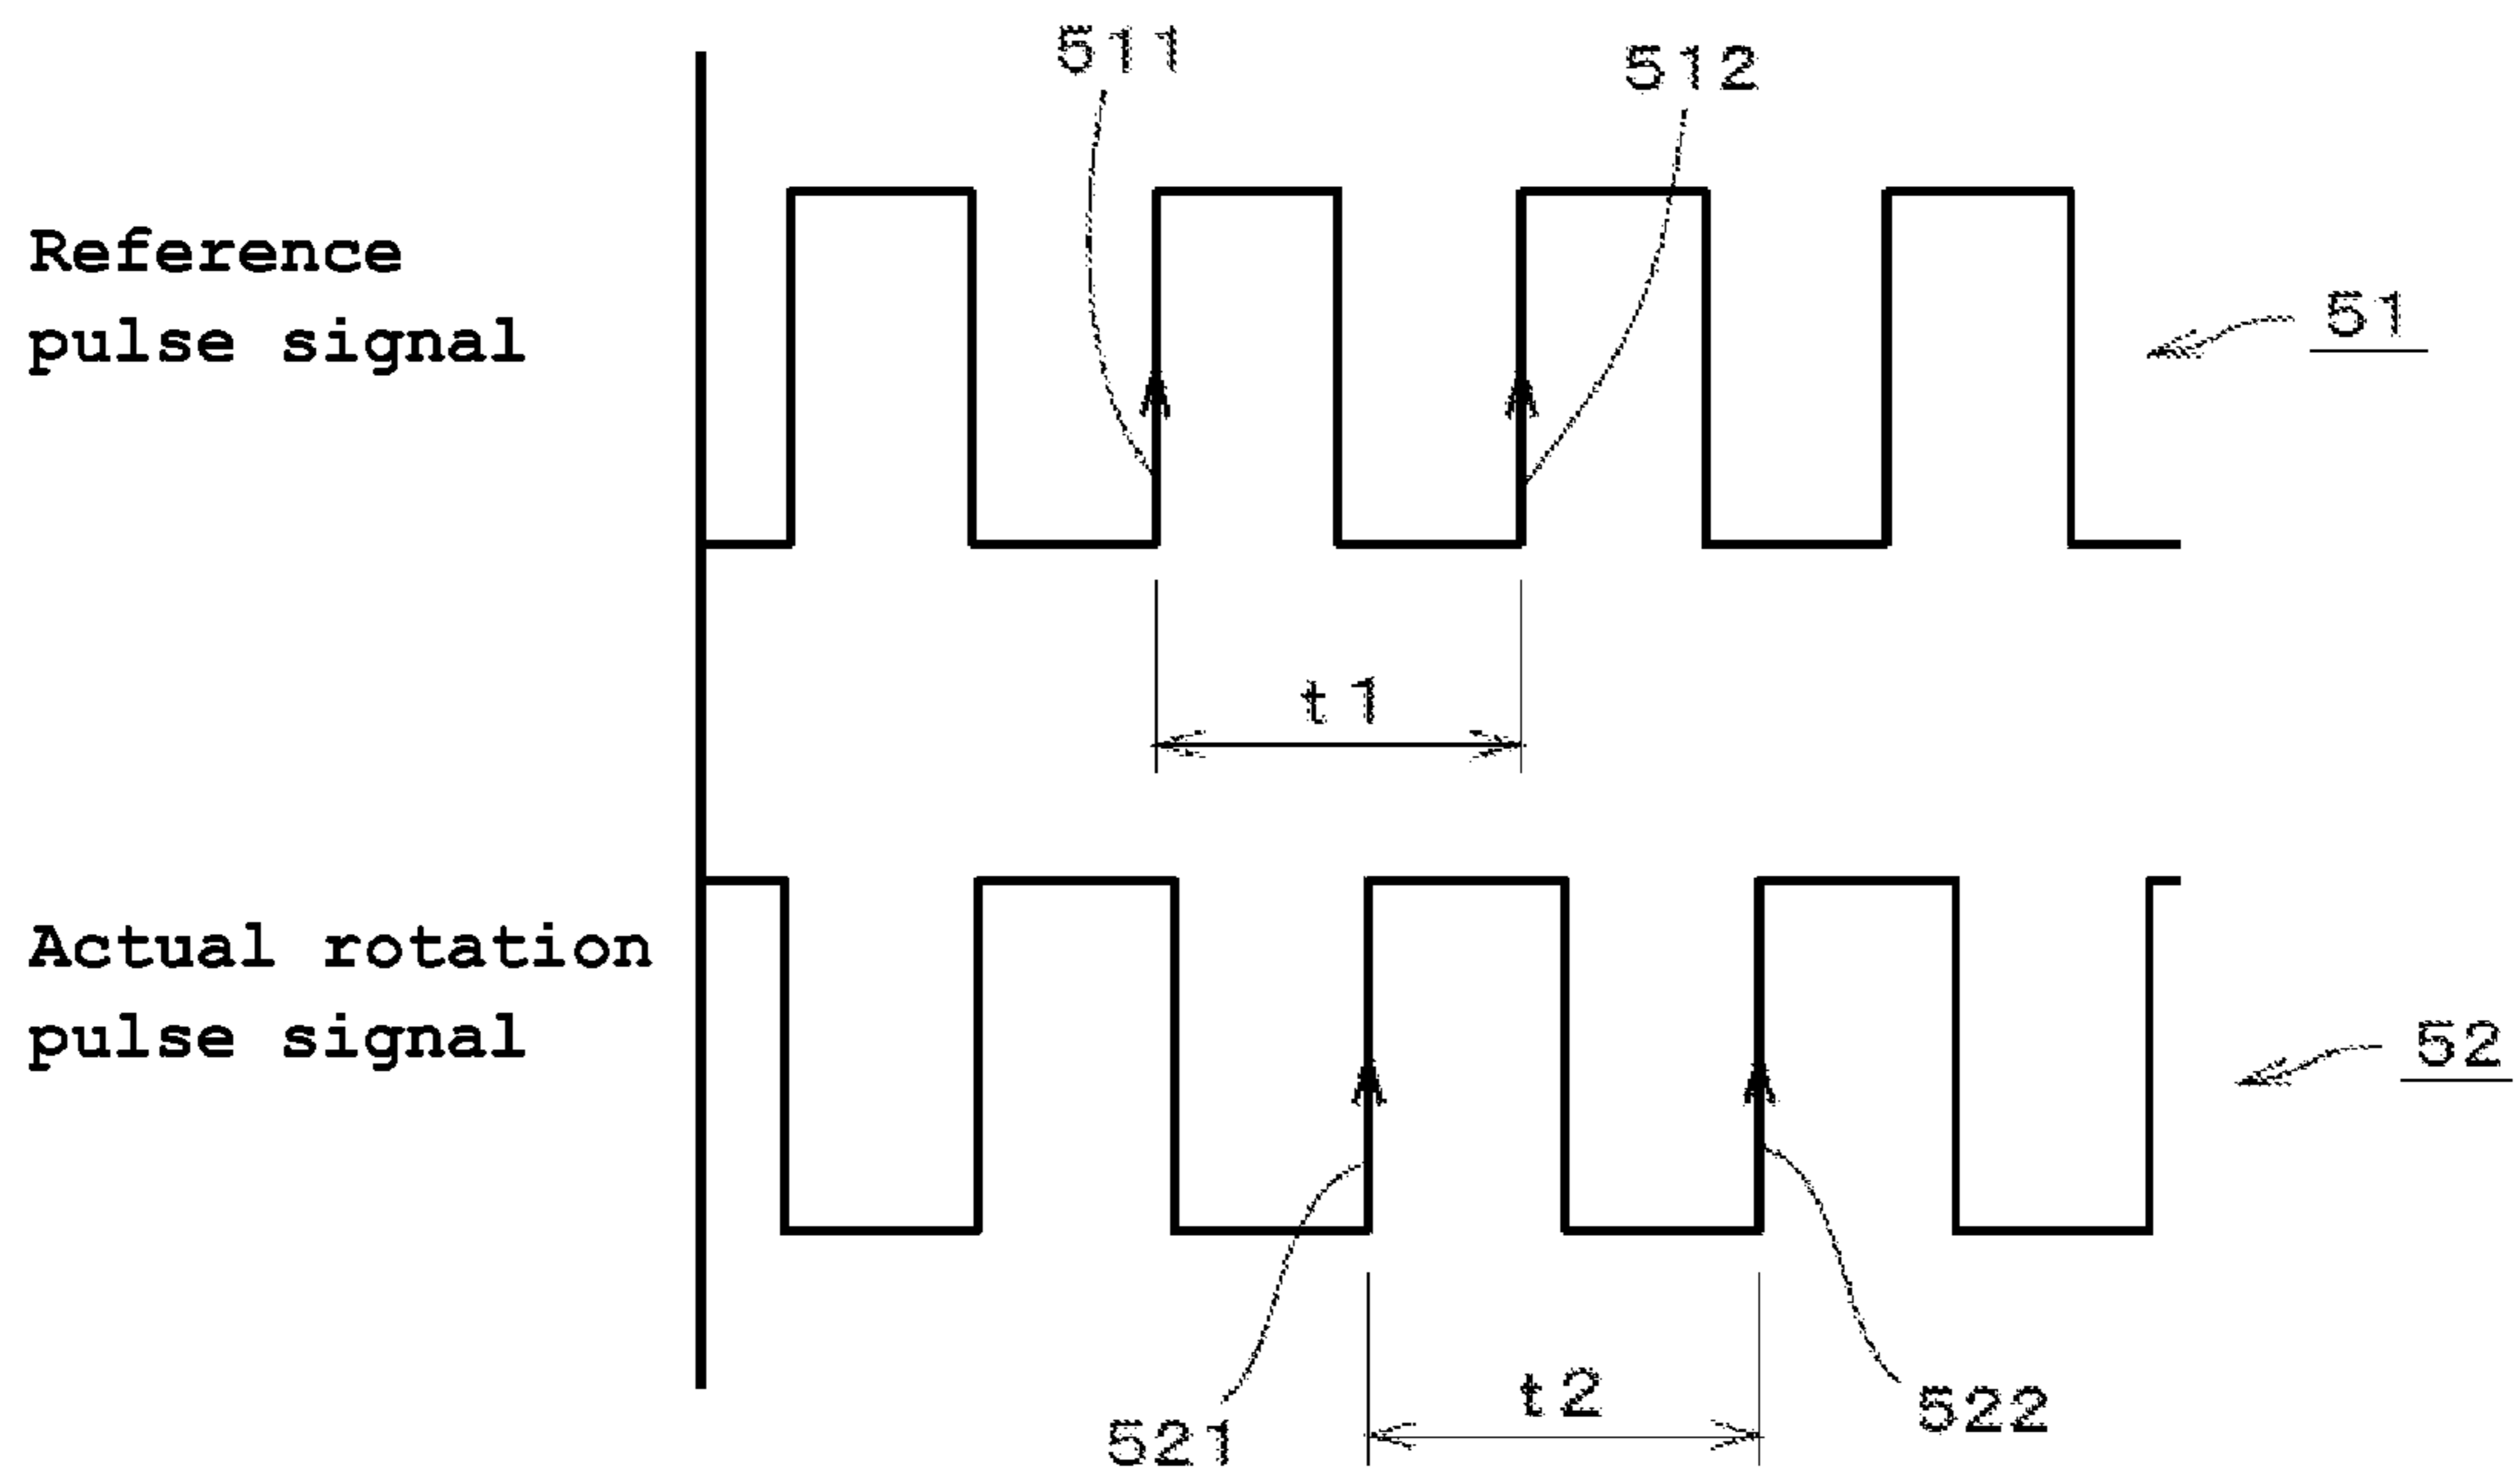 511
512
Reference
pulse signal
51
t1
Actual rotation
pulse signal
52
t2
521
522